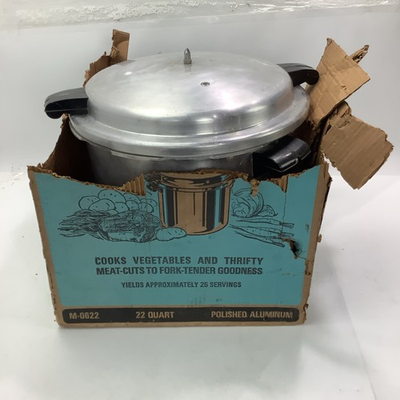 COOKS VEGETABLES AND THRIFTY
MEAT-CUTS TO FORK-TENDER GOODNESS
YIELDS APPROXIMATELY 25 SERVINGS
M-0622 22 QUART POLISHED ALUMINUM